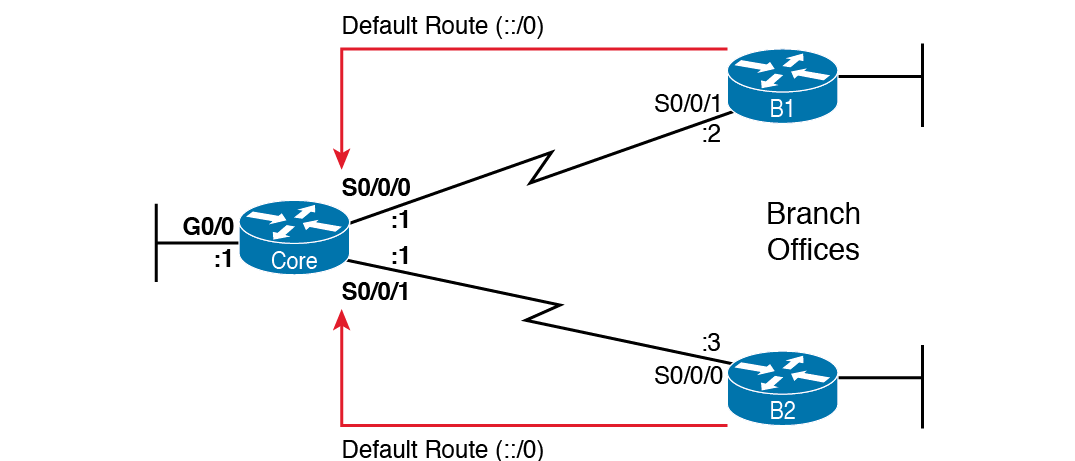 Default Route (::/0)
S0/0/1
B1
:2
S0/0/0
G0/0
:1
Branch
Offices
:1
Core
:1
S0/0/1
:3
S0/0/0
B2
Default Route (::/0)